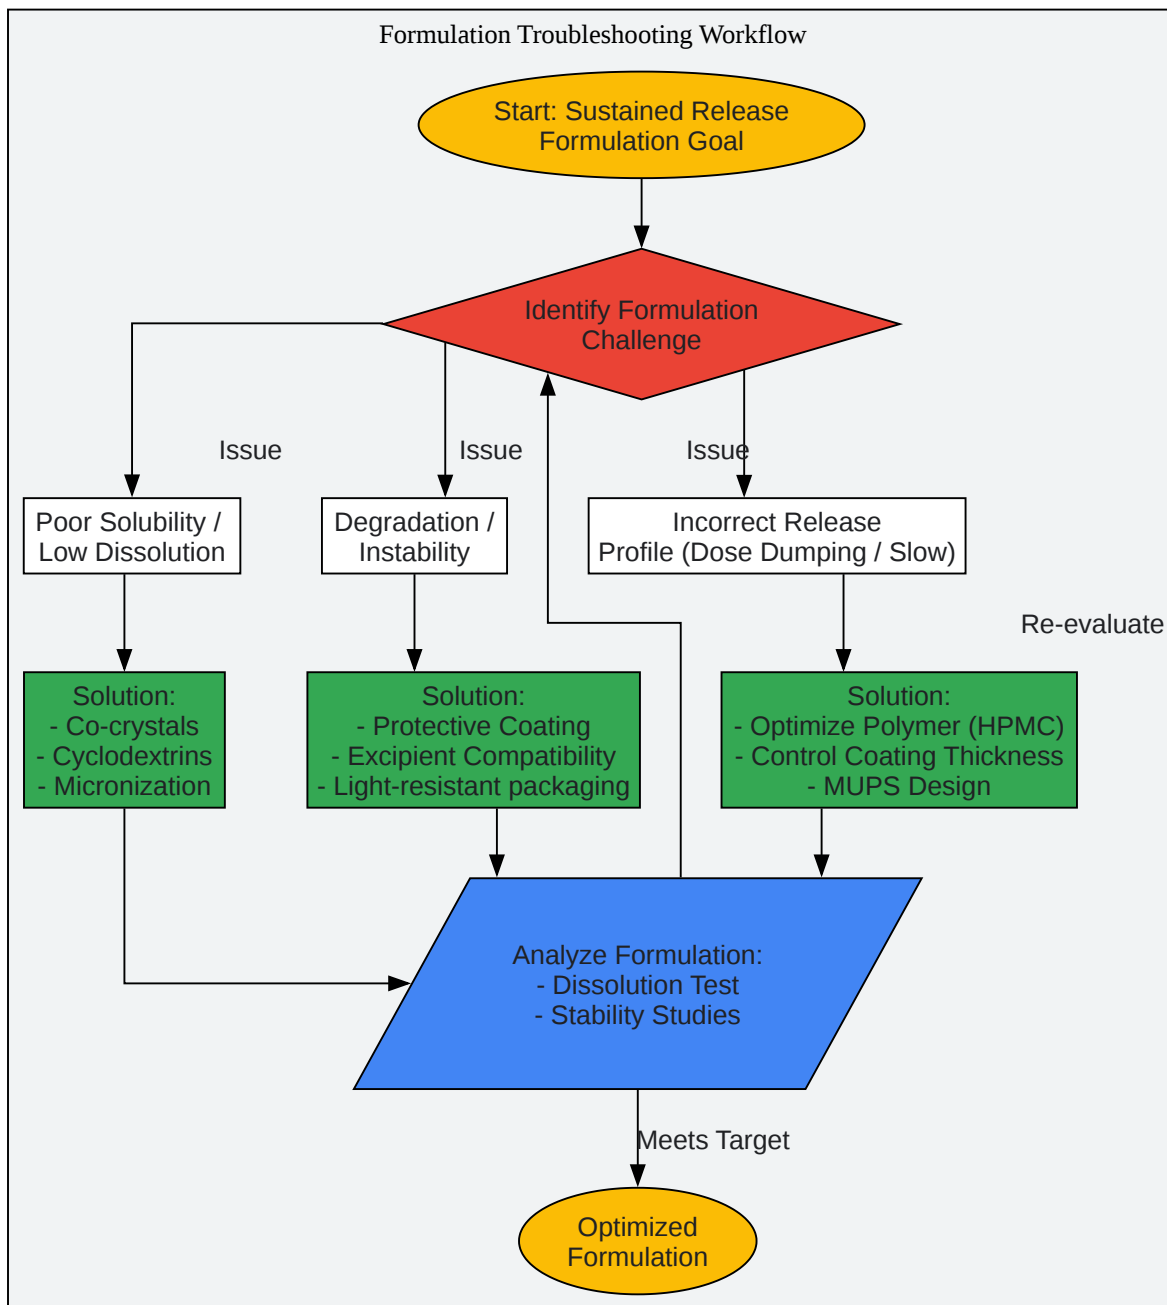 Formulation Troubleshooting Workflow
Start: Sustained Release
Formulation Goal
Identify Formulation
Challenge
Issue
Issue
Issue
Poor Solubility /
Low Dissolution
Degradation /
Instability
Incorrect Release
Profile (Dose Dumping / Slow)
Re-evaluate
Solution:
- Co-crystals
- Cyclodextrins
- Micronization
Solution:
- Protective Coating
- Excipient Compatibility
- Light-resistant packaging
Solution:
- Optimize Polymer (HPMC)
- Control Coating Thickness
- MUPS Design
Analyze Formulation:
- Dissolution Test
- Stability Studies
Meets Target
Optimized
Formulation